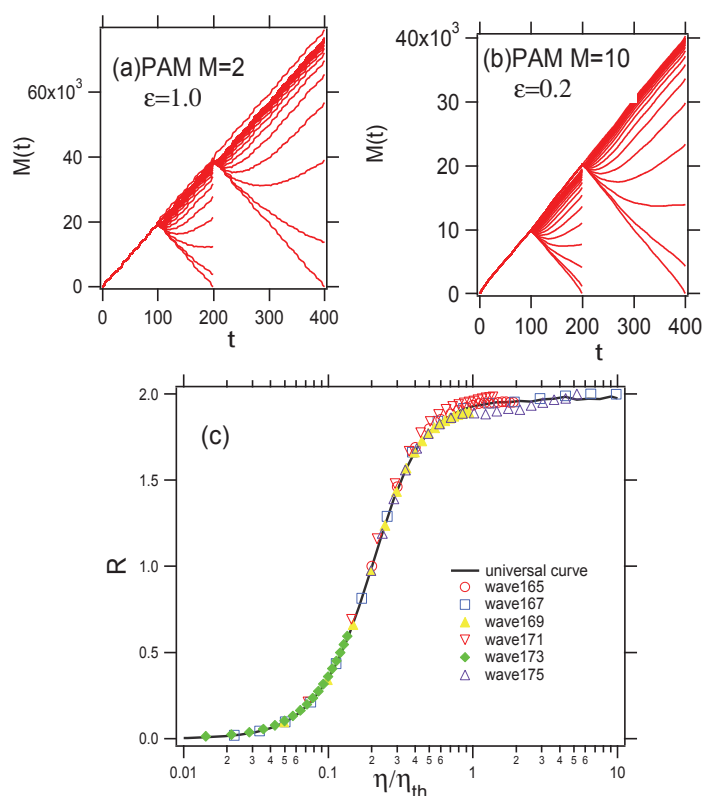 (a)PAM M=2
ε=1.0
60x10³
40
20
0
M(t)
0 100 200 300 400
t
(b)PAM M=10
ε=0.2
40x10³
30
20
10
0
M(t)
0 100 200 300 400
t
(c)
2.0
1.5
1.0
0.5
0.0
R
universal curve
wave165
wave167
wave169
wave171
wave173
wave175
0.01 2 3 4 5 6 0.1 2 3 4 5 6 1 2 3 4 5 6 10
η/ηth